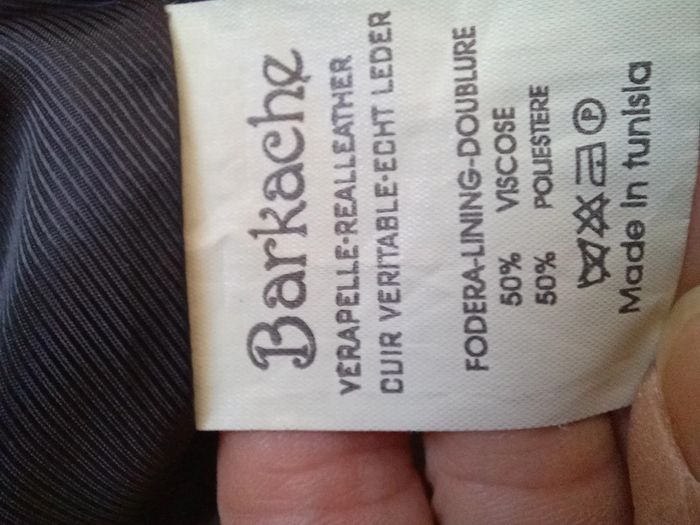 Barkache
VERAPELLE-REALLEATHER
CUIR VERITABLE-ECHT LEDER
FODERA-LINING-DOUBLURE
50% VISCOSE
50% POLIESTERE
P
Made in tunisia